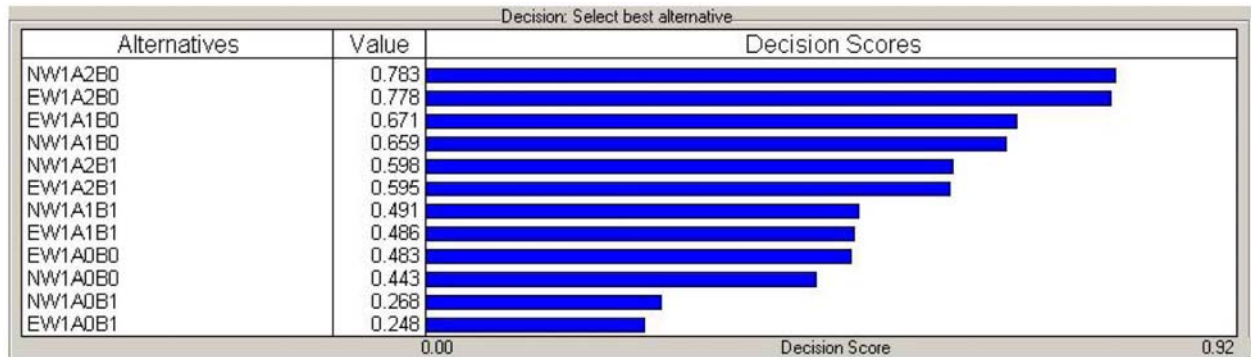 Decision: Select best alternative
Alternatives Value Decision Scores
NW1A2B0 0.783
EW1A2B0 0.778
EW1A1B0 0.671
NW1A1B0 0.659
NW1A2B1 0.598
EW1A2B1 0.595
NW1A1B1 0.491
EW1A1B1 0.486
EW1A0B0 0.483
NW1A0B0 0.443
NW1A0B1 0.268
EW1A0B1 0.248
0.00 Decision Score 0.92